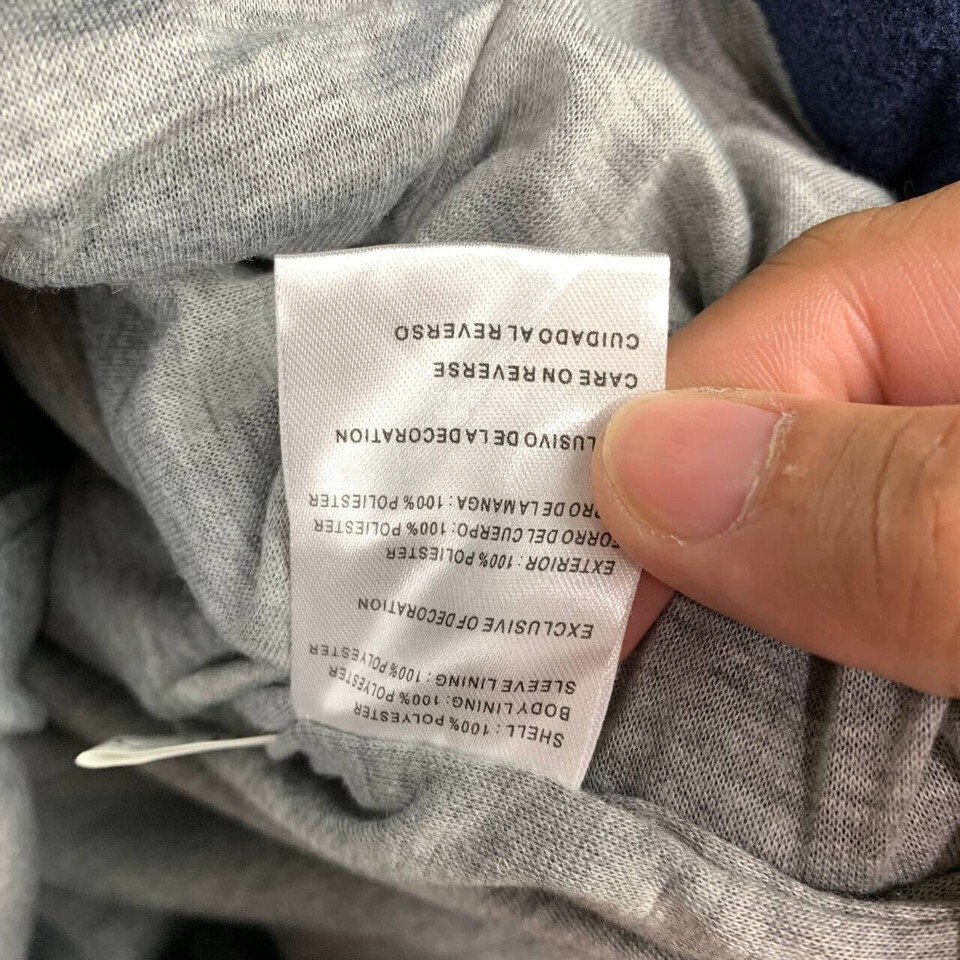 SHELL : 100% POLYESTER
BODY LINING: 100% POLYESTER
SLEEVE LINING : 100% POLYESTER
EXCLUSIVE OF DECORATION
EXTERIOR : 100% POLIESTER
ORRO DEL CUERPO: 100% POLIESTER
RO DE LA MANGA : 100% POLIESTER
LUSIVO DE LA DECORATION
CARE ON REVERSE
CUIDADO AL REVERSO